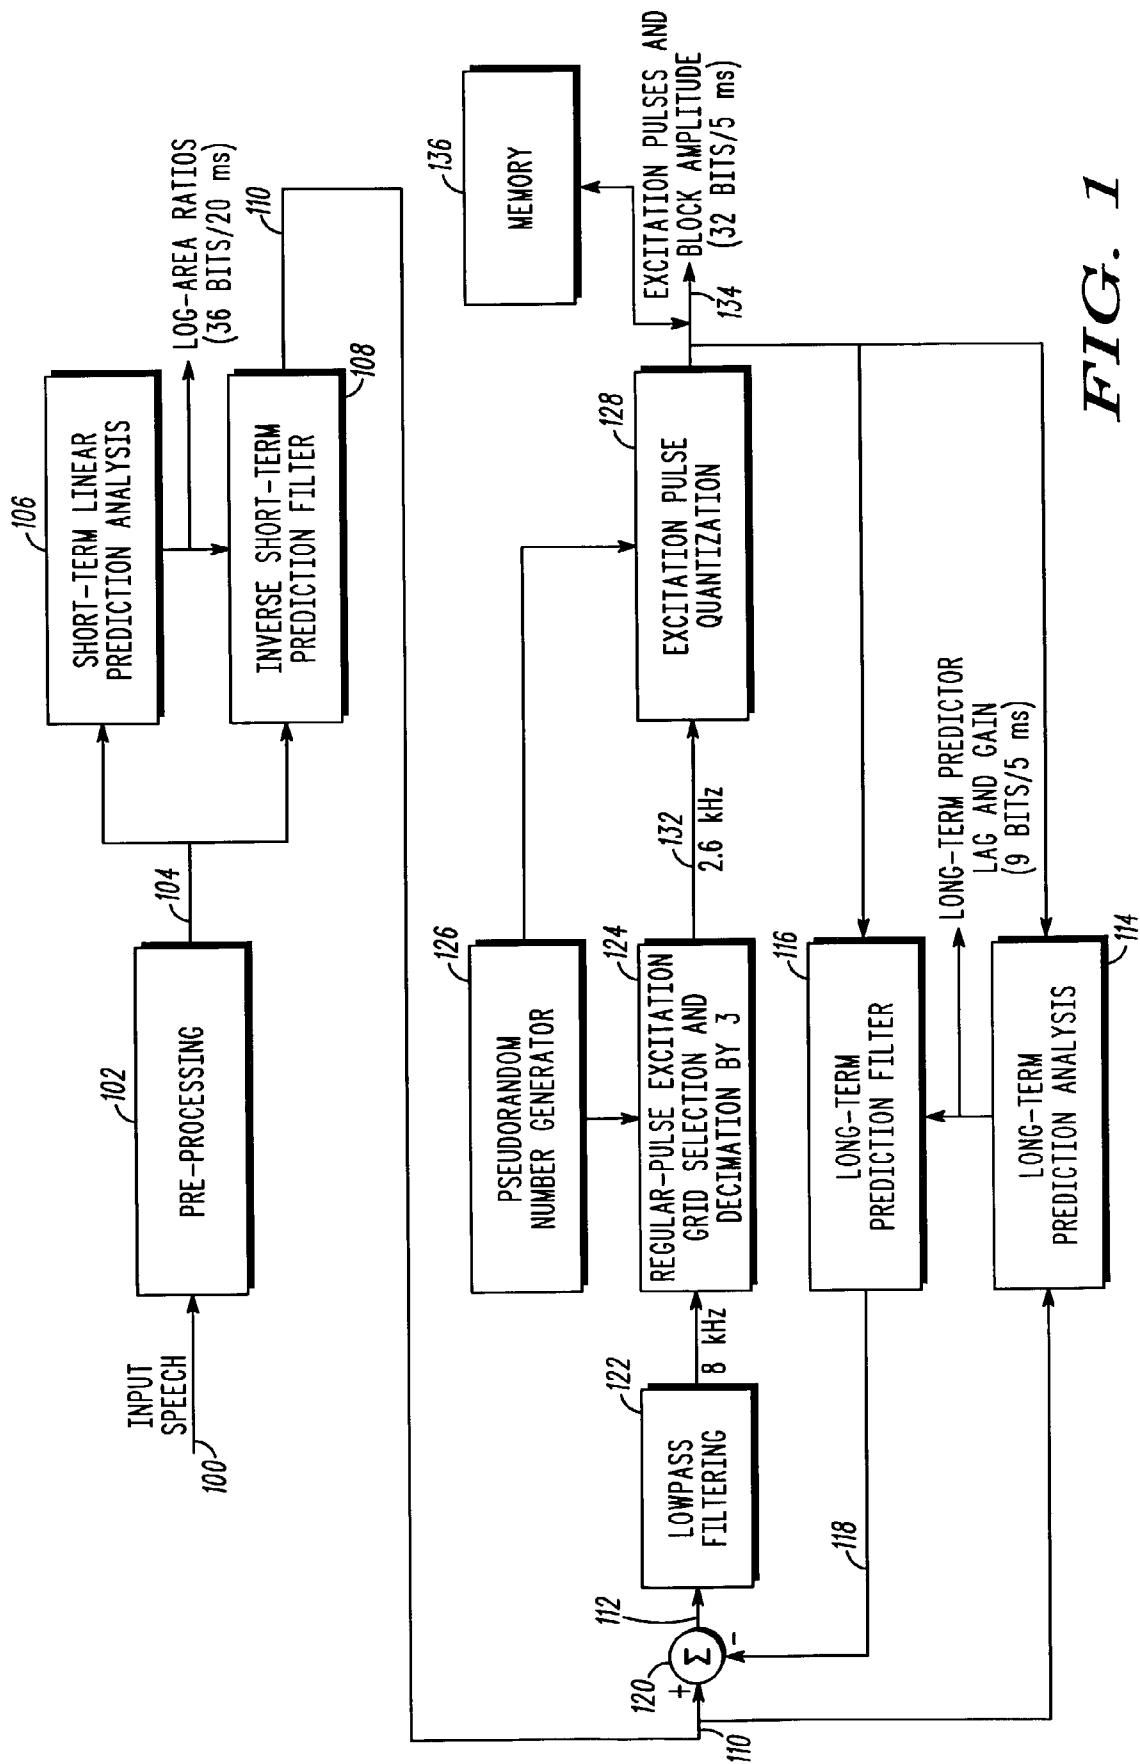 INPUT
SPEECH
100
102
PRE-PROCESSING
104
106
SHORT-TERM LINEAR
PREDICTION ANALYSIS
LOG-AREA RATIOS
(36 BITS/20 ms)
INVERSE SHORT-TERM
PREDICTION FILTER
108
110
126
PSEUDORANDOM
NUMBER GENERATOR
136
MEMORY
110
120
+
Σ
-
112
122
LOWPASS
FILTERING
8 kHz
124
REGULAR-PULSE EXCITATION
GRID SELECTION AND
DECIMATION BY 3
132
2.6 kHz
128
EXCITATION PULSE
QUANTIZATION
134
EXCITATION PULSES AND
BLOCK AMPLITUDE
(32 BITS/5 ms)
118
116
LONG-TERM
PREDICTION FILTER
LONG-TERM PREDICTOR
LAG AND GAIN
(9 BITS/5 ms)
LONG-TERM
PREDICTION ANALYSIS
114
FIG. 1